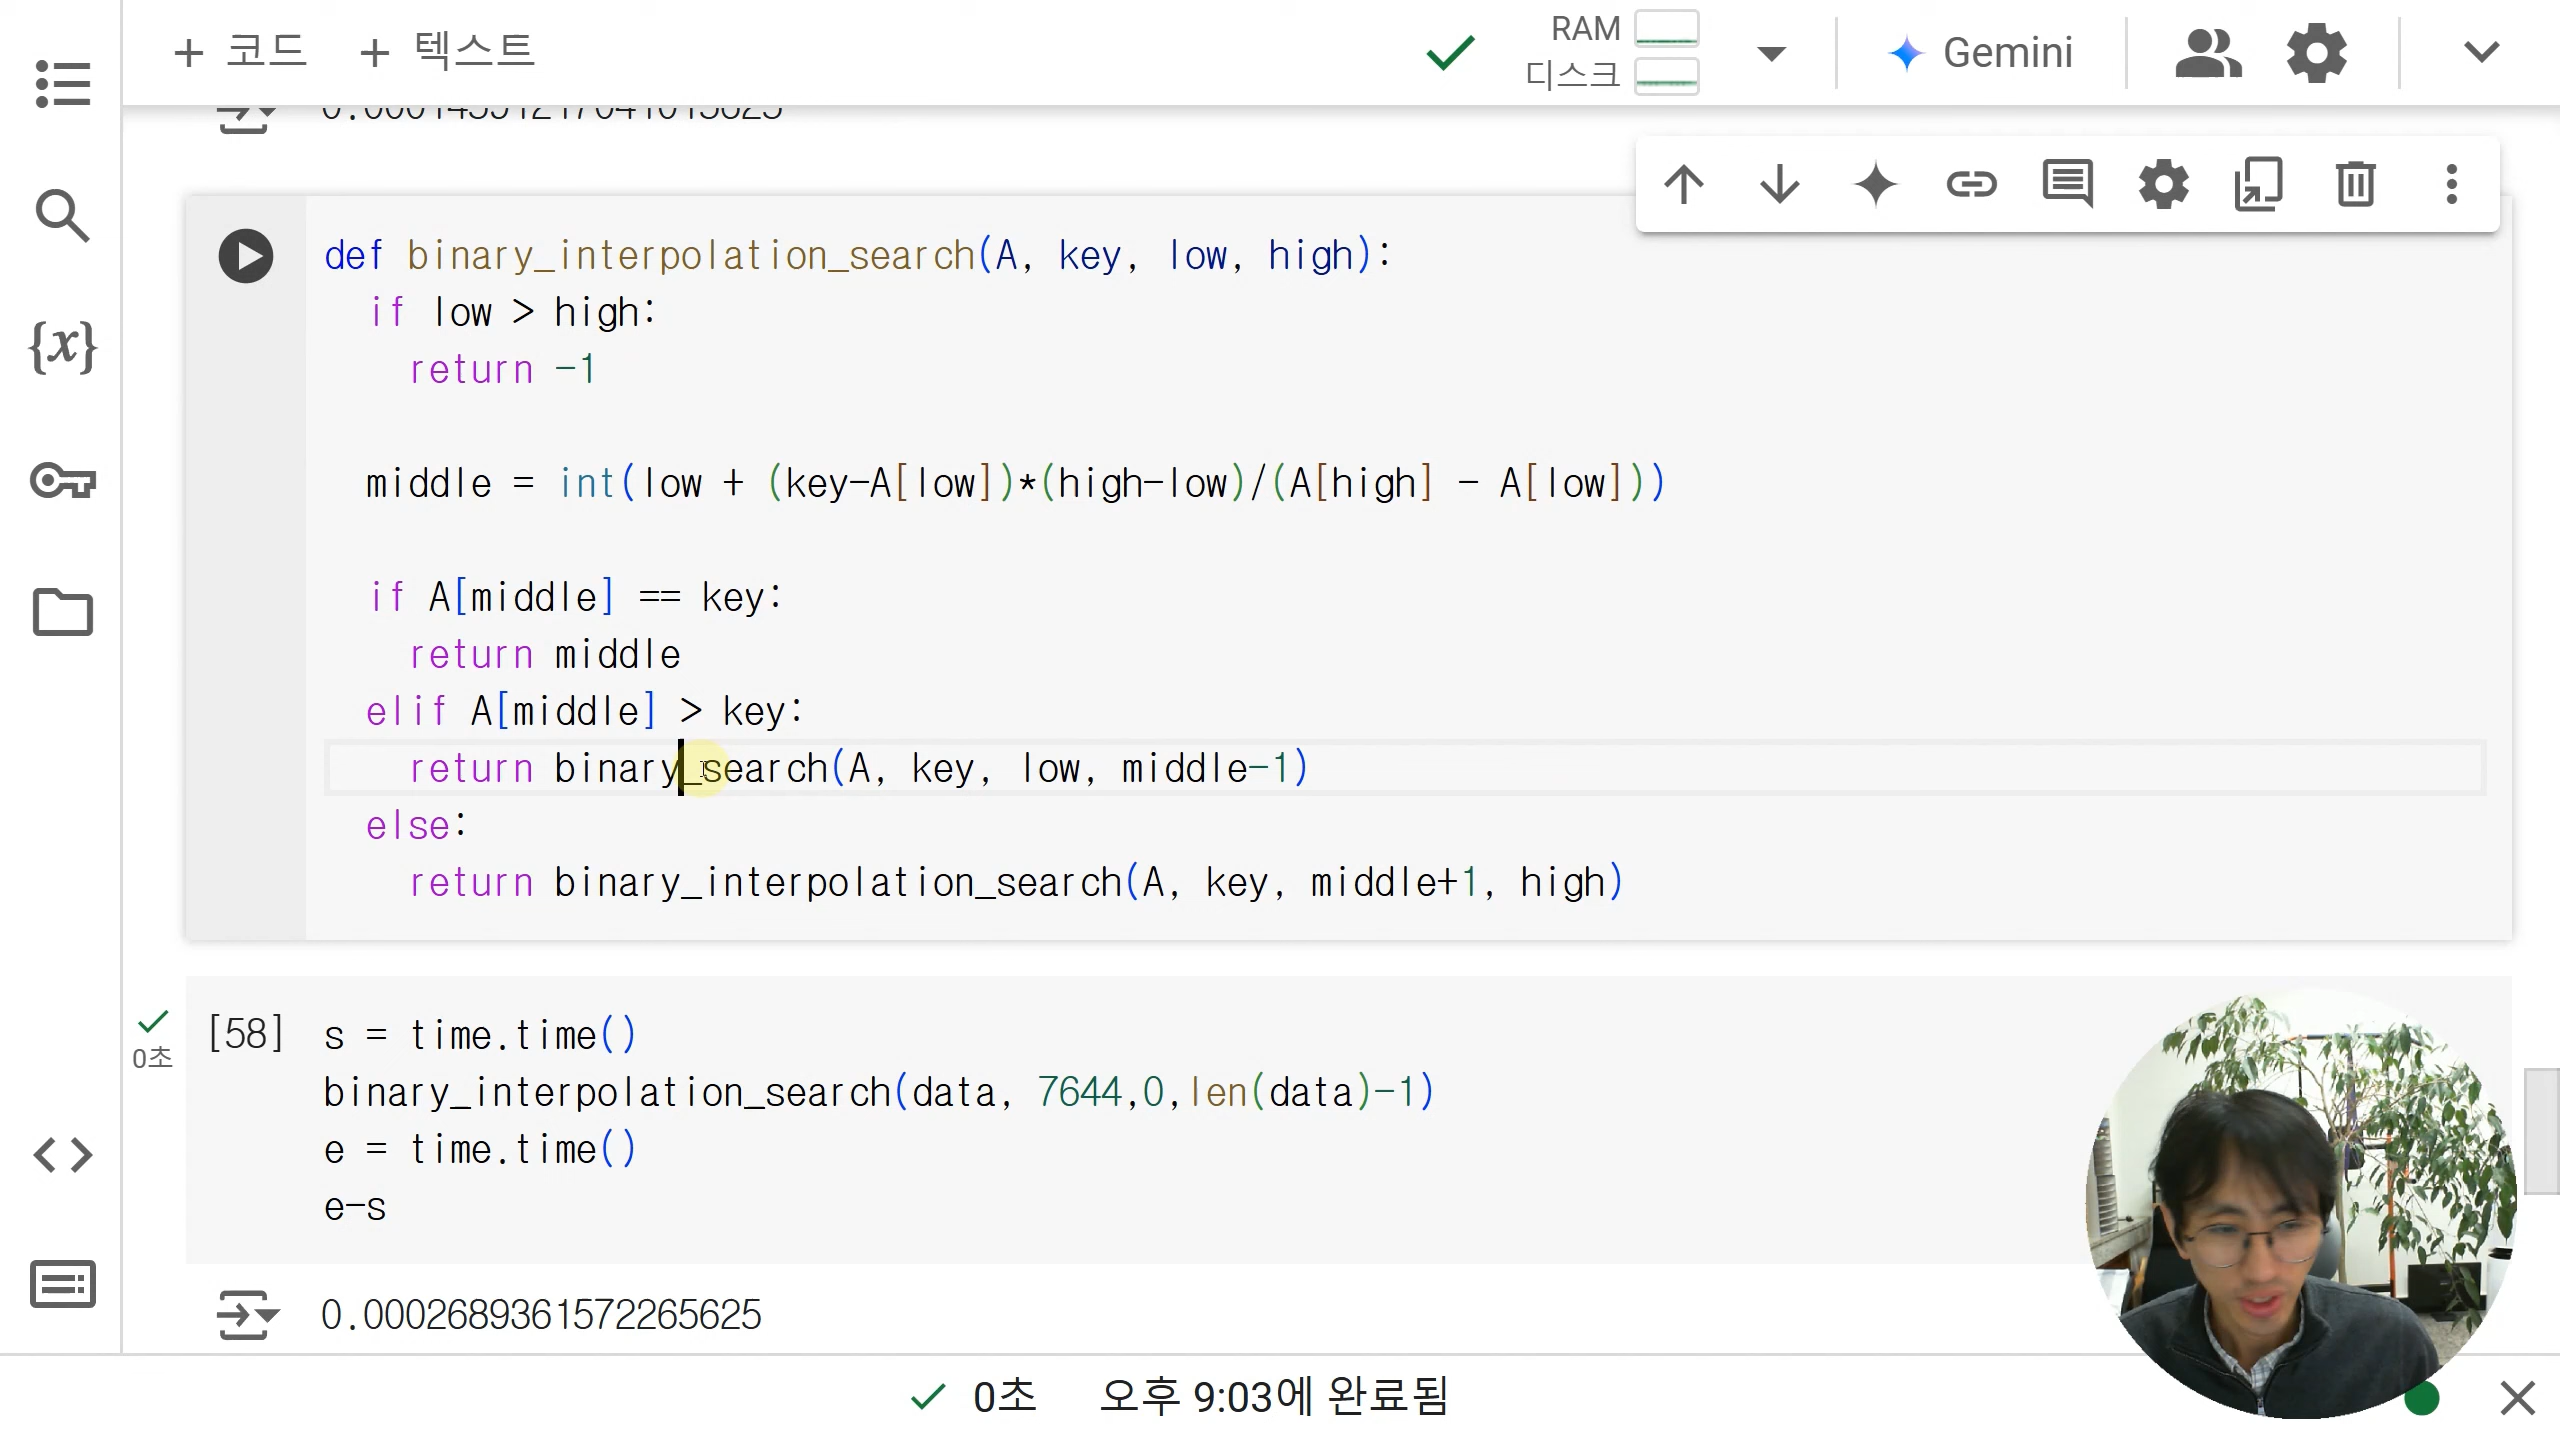 + 코드 + 텍스트
RAM
디스크
Gemini
{x}
def binary_interpolation_search(A, key, low, high):
if low > high:
return -1
middle = int(low + (key-A[low])*(high-low)/(A[high] - A[low]))
if A[middle] == key:
return middle
elif A[middle] > key:
return binary_search(A, key, low, middle-1)
else:
return binary_interpolation_search(A, key, middle+1, high)
[58]
0초
s = time.time()
binary_interpolation_search(data, 7644,0,len(data)-1)
e = time.time()
e-s
0.0002689361572265625
0초 오후 9:03에 완료됨